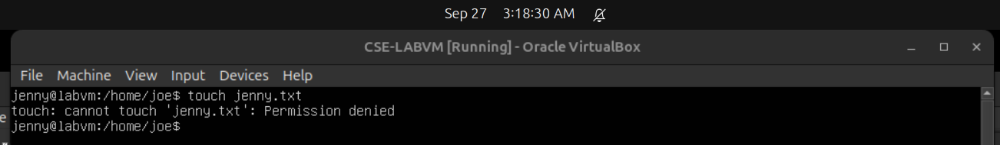 Sep 27 3:18:30 AM
CSE-LABVM [Running] - Oracle VirtualBox
File Machine View Input Devices Help
jenny@labvm:/home/joe$ touch jenny.txt
touch: cannot touch 'jenny.txt': Permission denied
jenny@labvm:/home/joe$